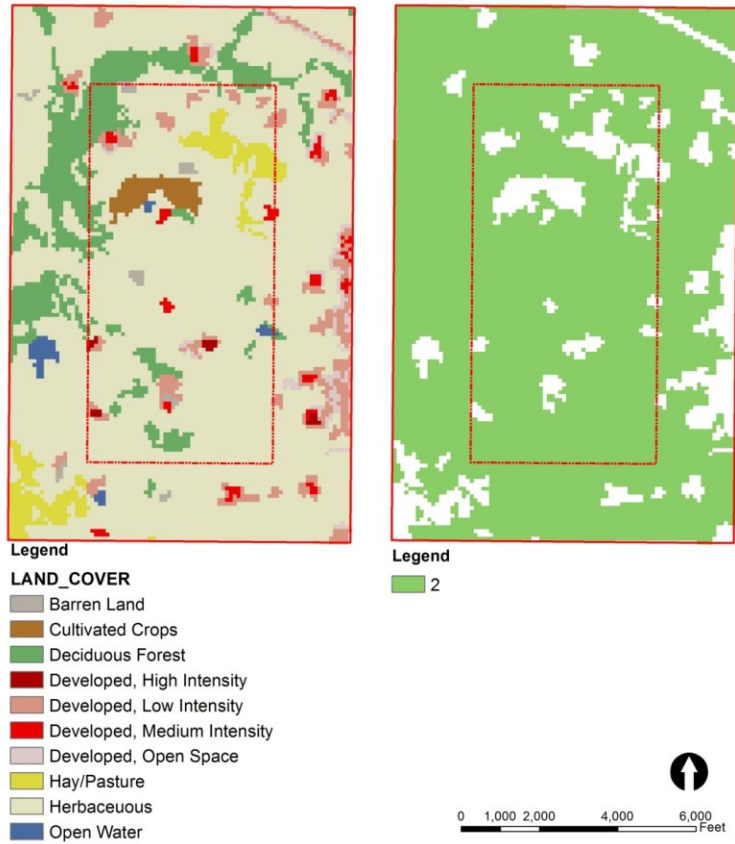 Legend
LAND_COVER
Barren Land
Cultivated Crops
Deciduous Forest
Developed, High Intensity
Developed, Low Intensity
Developed, Medium Intensity
Developed, Open Space
Hay/Pasture
Herbaceuous
Open Water
Legend
2
0 1,000 2,000 4,000 6,000
Feet